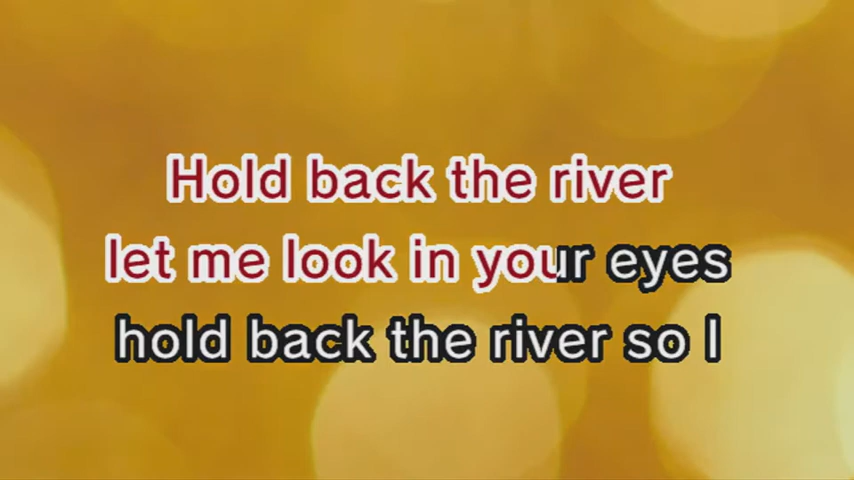 Hold back the river
let me look in your eyes
hold back the river so I